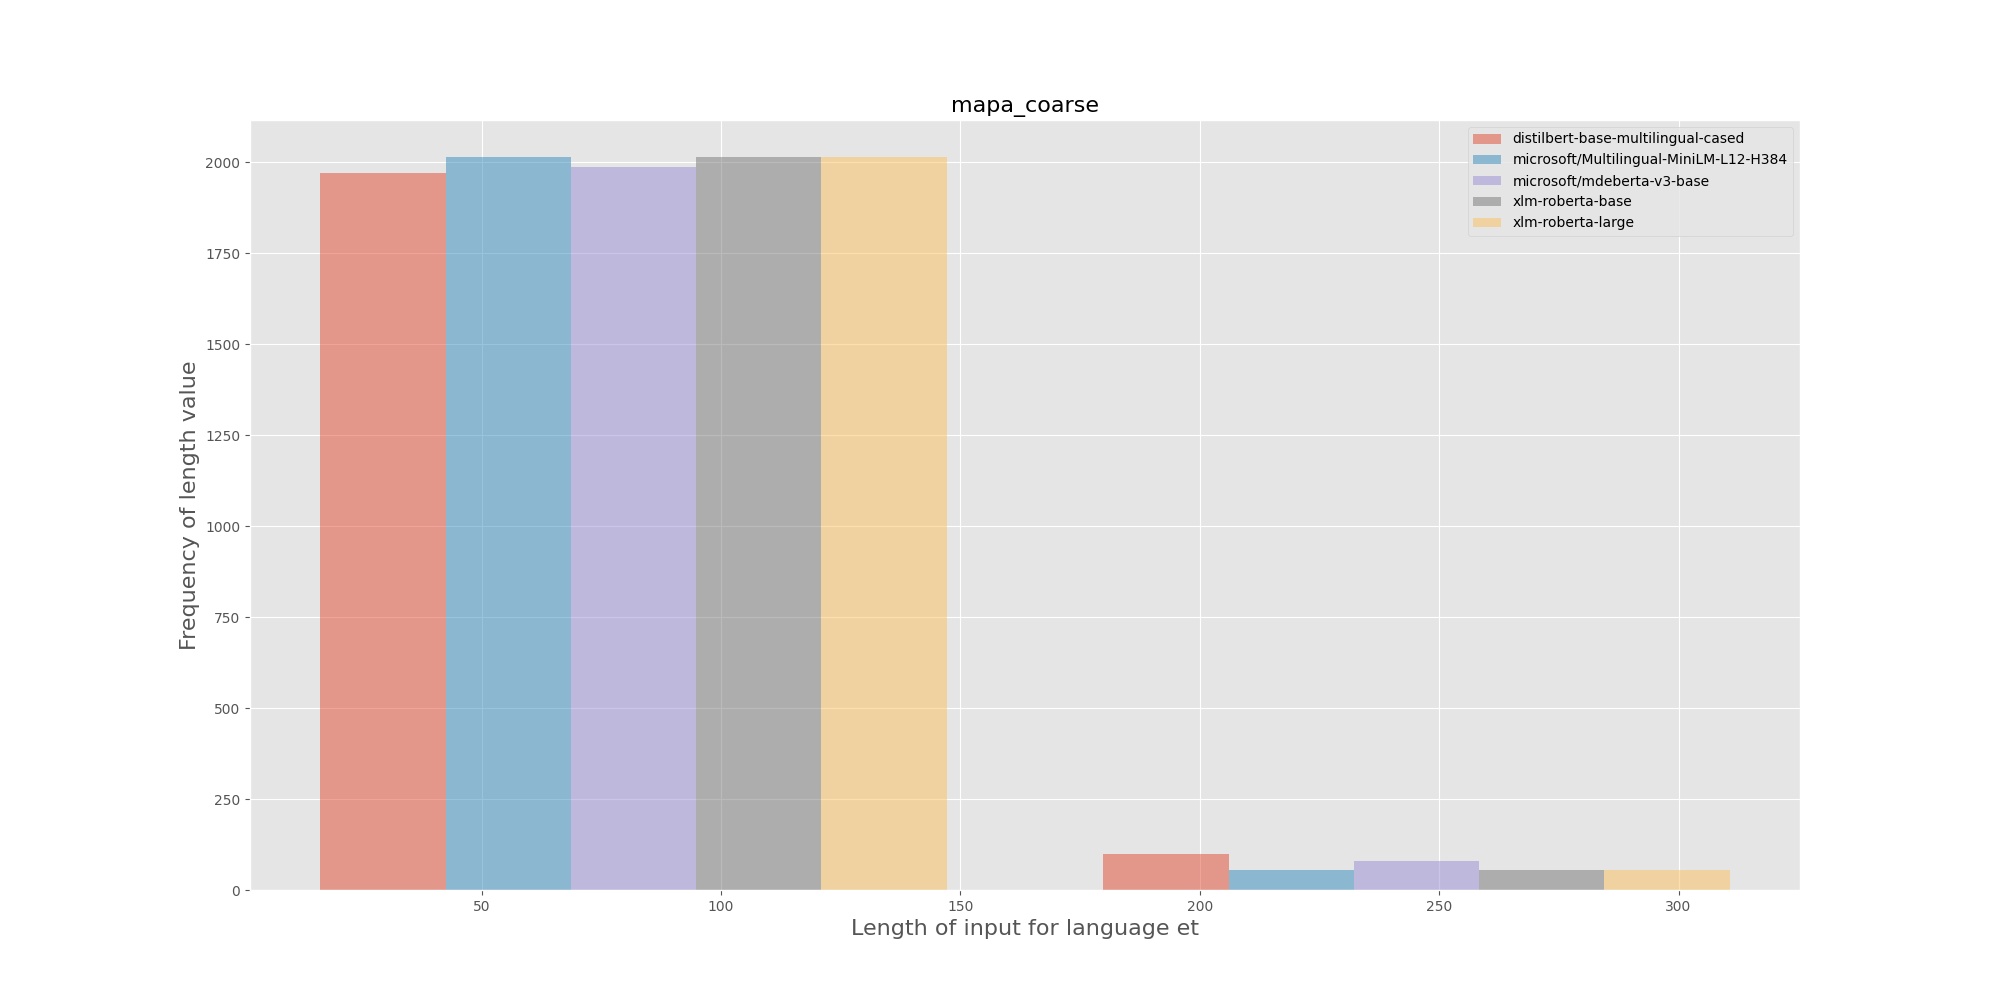 mapa_coarse
distilbert-base-multilingual-cased
microsoft/Multilingual-MiniLM-L12-H384
microsoft/mdeberta-v3-base
xlm-roberta-base
xlm-roberta-large
Frequency of length value
2000
1750
1500
1250
1000
750
500
250
0
50
100
150
200
250
300
Length of input for language et